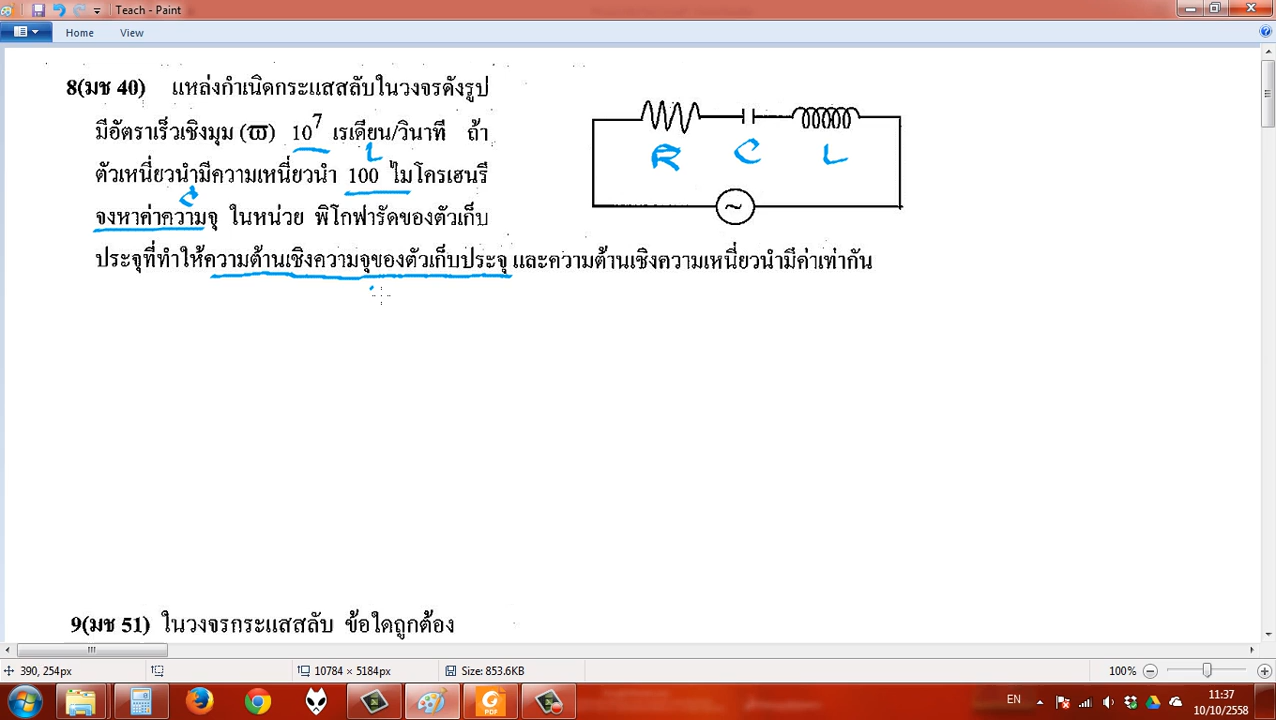 Teach - Paint
Home View
8(มช 40) แหล่งกำเนิดกระแสสลับในวงจรดังรูป
มีอัตราเร็วเชิงมุม (ϖ) 10⁷ เรเดียน/วินาที ถ้า
L
ตัวเหนี่ยวนำมีความเหนี่ยวนำ 100 ไมโครเฮนรี
C
จงหาค่าความจุ ในหน่วย พิโกฟารัดของตัวเก็บ
ประจุที่ทำให้ความต้านเชิงความจุของตัวเก็บประจุ และความต้านเชิงความเหนี่ยวนำมีค่าเท่ากัน
R C L
~
9(มช 51) ในวงจรกระแสสลับ ข้อใดถูกต้อง
390, 254px 10784 × 5184px Size: 853.6KB 100%
PDF
EN
11:37
10/10/2558